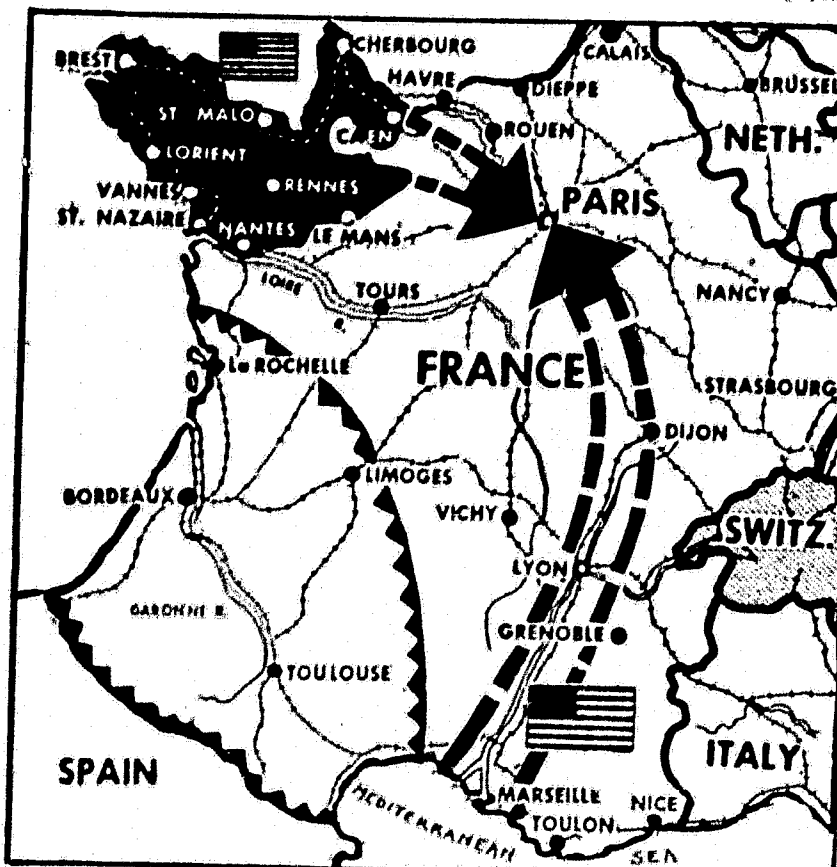 CHERBOURG
CALAIS
BREST
HAVRE
DIEPPE
BRÜSSEL
ST. MALO
CAEN
ROUEN
NETH.
LORIENT
RENNES
VANNES
PARIS
ST. NAZAIRE
NANTES
LE MANS
LOIRE
R.
TOURS
NANCY
FRANCE
La ROCHELLE
STRASBOURG
DIJON
LIMOGES
BORDEAUX
VICHY
SWITZ.
LYON
GARONNE R.
GRENOBLE
TOULOUSE
ITALY
SPAIN
MARSEILLE
NICE
MEDITERRANEAN
TOULON
SEA